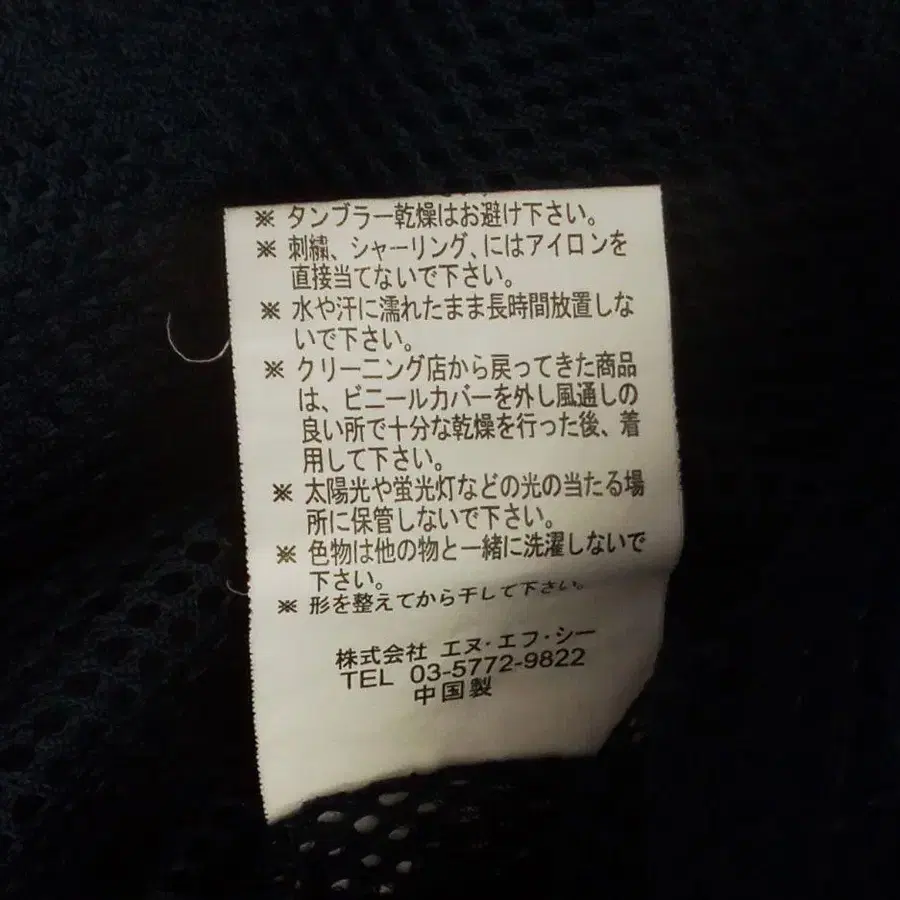 ※ タンブラー乾燥はお避け下さい。
※ 刺繍、シャーリング、にはアイロンを
直接当てないで下さい。
※ 水や汗に濡れたまま長時間放置しな
いで下さい。
※ クリーニング店から戻ってきた商品
は、ビニールカバーを外し風通しの
良い所で十分な乾燥を行った後、着
用して下さい。
※ 太陽光や蛍光灯などの光の当たる場
所に保管しないで下さい。
※ 色物は他の物と一緒に洗濯しないで
下さい。
※ 形を整えてから干して下さい。
株式会社 エヌ・エフ・シー
TEL 03-5772-9822
中国製